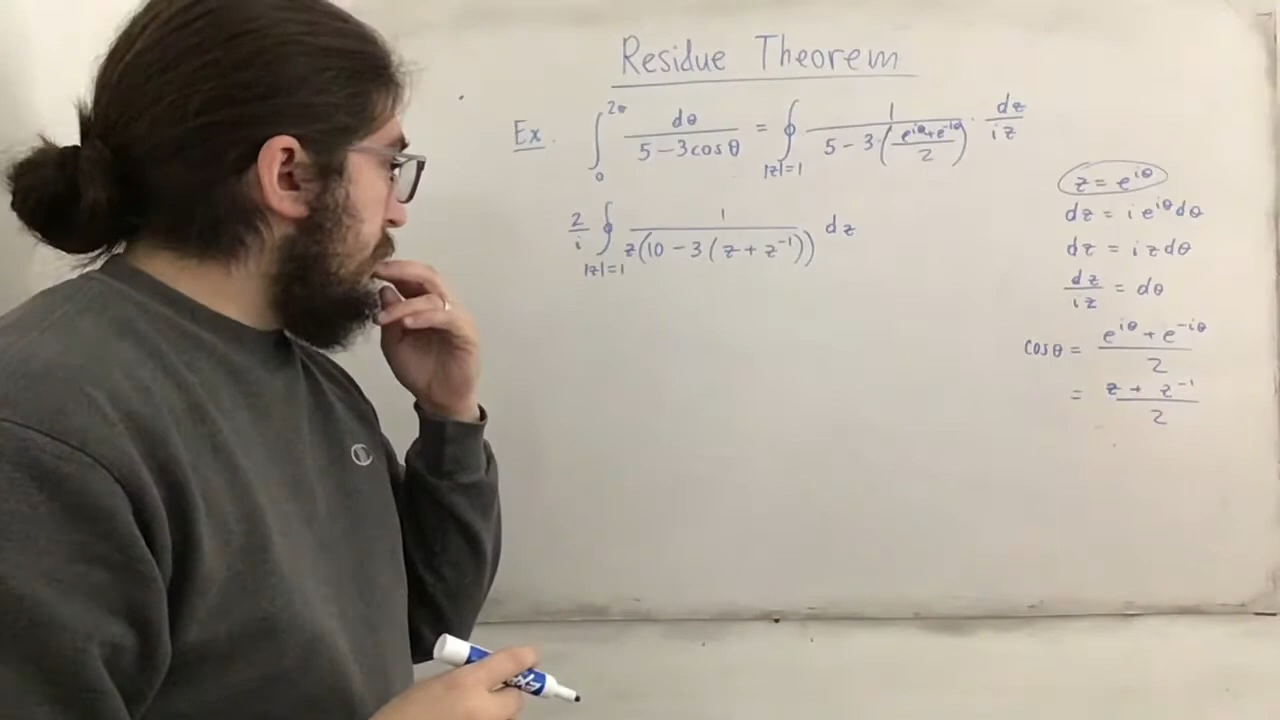 Residue Theorem
Ex. ∫₀^{2π} dθ/(5−3cosθ) = ∮_{|z|=1} 1/(5−3·((e^{iθ}+e^{-iθ})/2)) · dz/(iz)
2/i ∮_{|z|=1} 1/(z(10−3(z+z⁻¹))) dz
z = e^{iθ}
dz = i e^{iθ} dθ
dz = i z dθ
dz/(iz) = dθ
cosθ = (e^{iθ} + e^{-iθ})/2
= (z + z⁻¹)/2